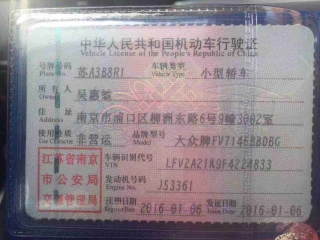 中华人民共和国机动车行驶证
Vehicle License of the People's Republic of China
号牌号码 Plate No. 苏A3B8R1 车辆类型 Vehicle Type 小型轿车
所有人 Owner 吴惠敏
住址 Address 南京市浦口区柳洲东路6号9幢3002室
使用性质 Use Character 非营运 品牌型号 Model 大众牌FV7146BBDBG
江苏省南京市公安局交通管理局
车辆识别代号 VIN LFV2A21K9F4224833
发动机号码 Engine No. JS3361
注册日期 Register Date 2016-01-06 发证日期 Issue Date 2016-01-06